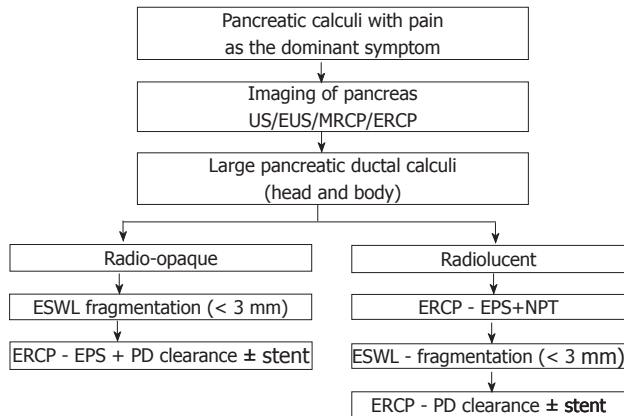 Pancreatic calculi with pain
as the dominant symptom
Imaging of pancreas
US/EUS/MRCP/ERCP
Large pancreatic ductal calculi
(head and body)
Radio-opaque
ESWL fragmentation (< 3 mm)
ERCP - EPS + PD clearance ± stent
Radiolucent
ERCP - EPS+NPT
ESWL - fragmentation (< 3 mm)
ERCP - PD clearance ± stent